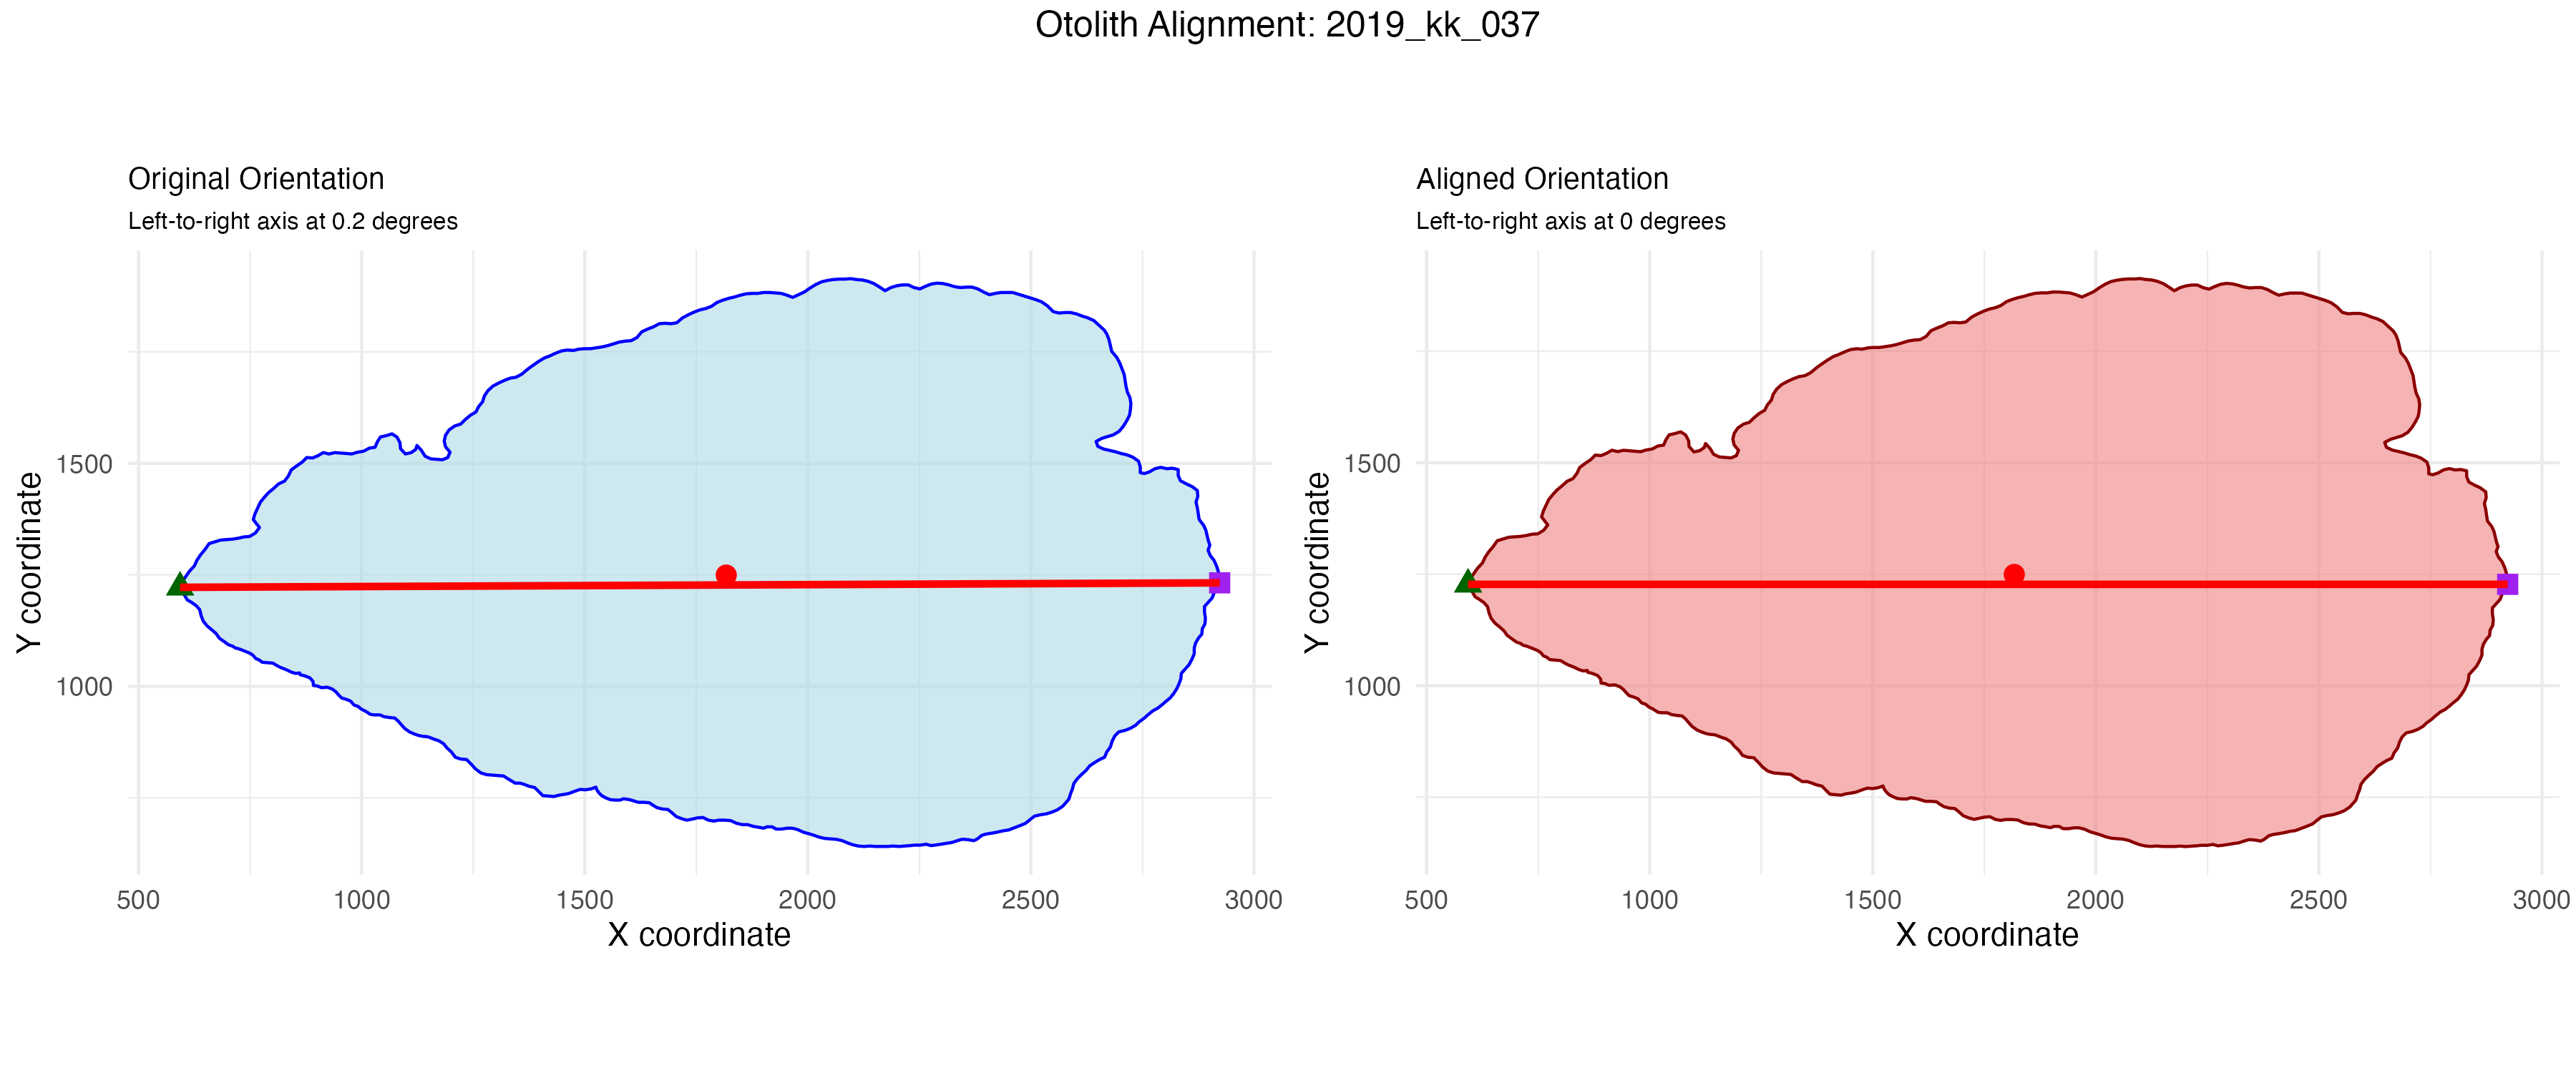 Otolith Alignment: 2019_kk_037
Original Orientation
Left-to-right axis at 0.2 degrees
Y coordinate
1500
1000
500 1000 1500 2000 2500 3000
X coordinate
Aligned Orientation
Left-to-right axis at 0 degrees
Y coordinate
1500
1000
500 1000 1500 2000 2500 3000
X coordinate